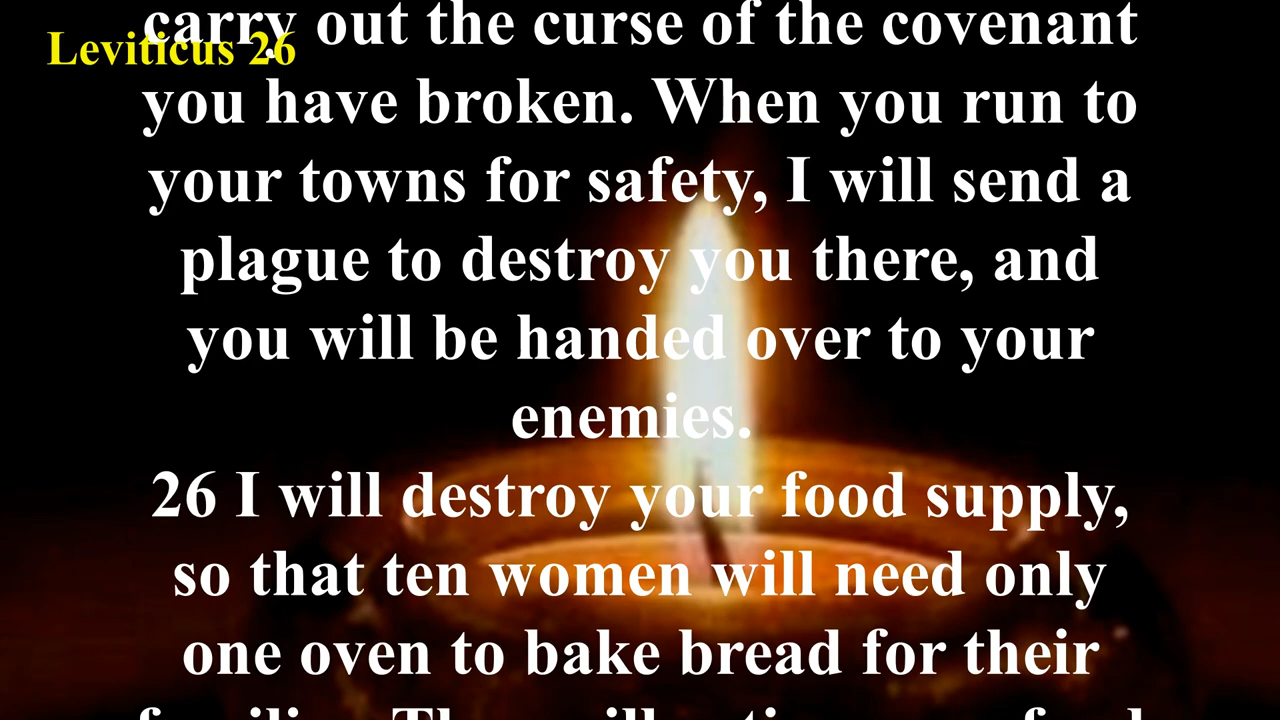 Leviticus 26
carry out the curse of the covenant
you have broken. When you run to
your towns for safety, I will send a
plague to destroy you there, and
you will be handed over to your
enemies.
26 I will destroy your food supply,
so that ten women will need only
one oven to bake bread for their